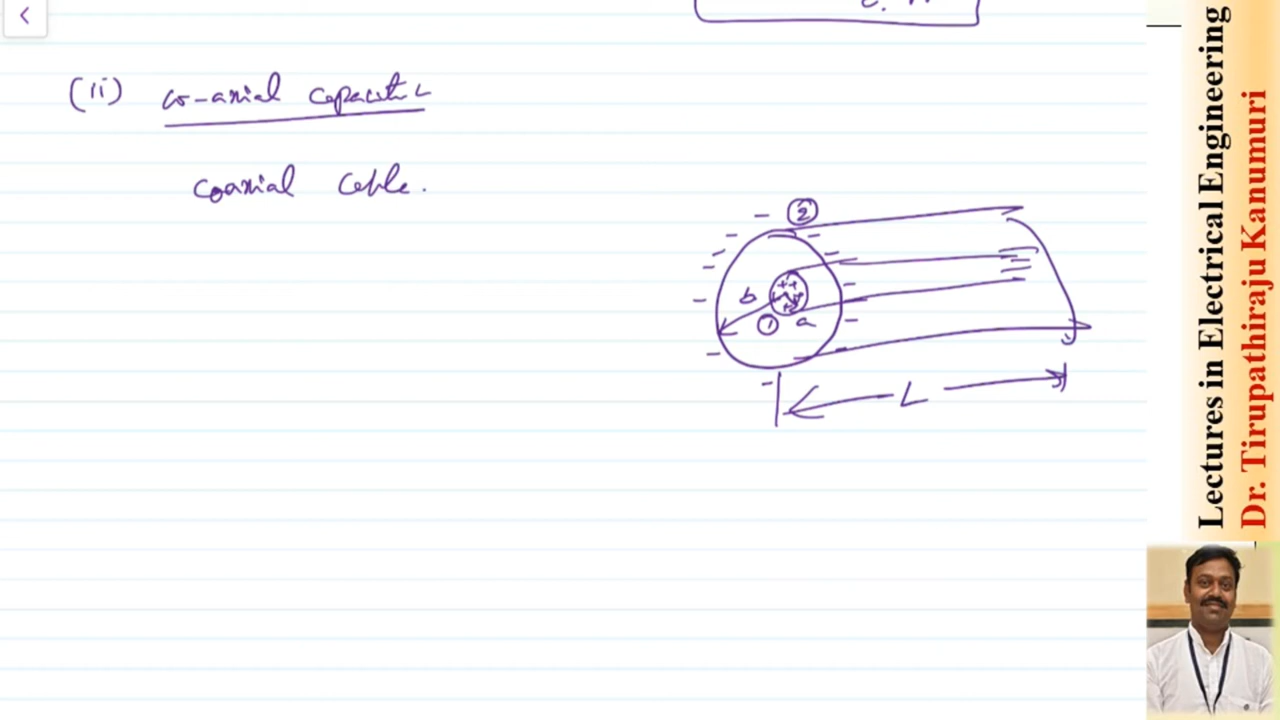 (ii) co-axial capacitor
coaxial cable.
2
b
1 a
L
Lectures in Electrical Engineering
Dr. Tirupathiraju Kanumuri